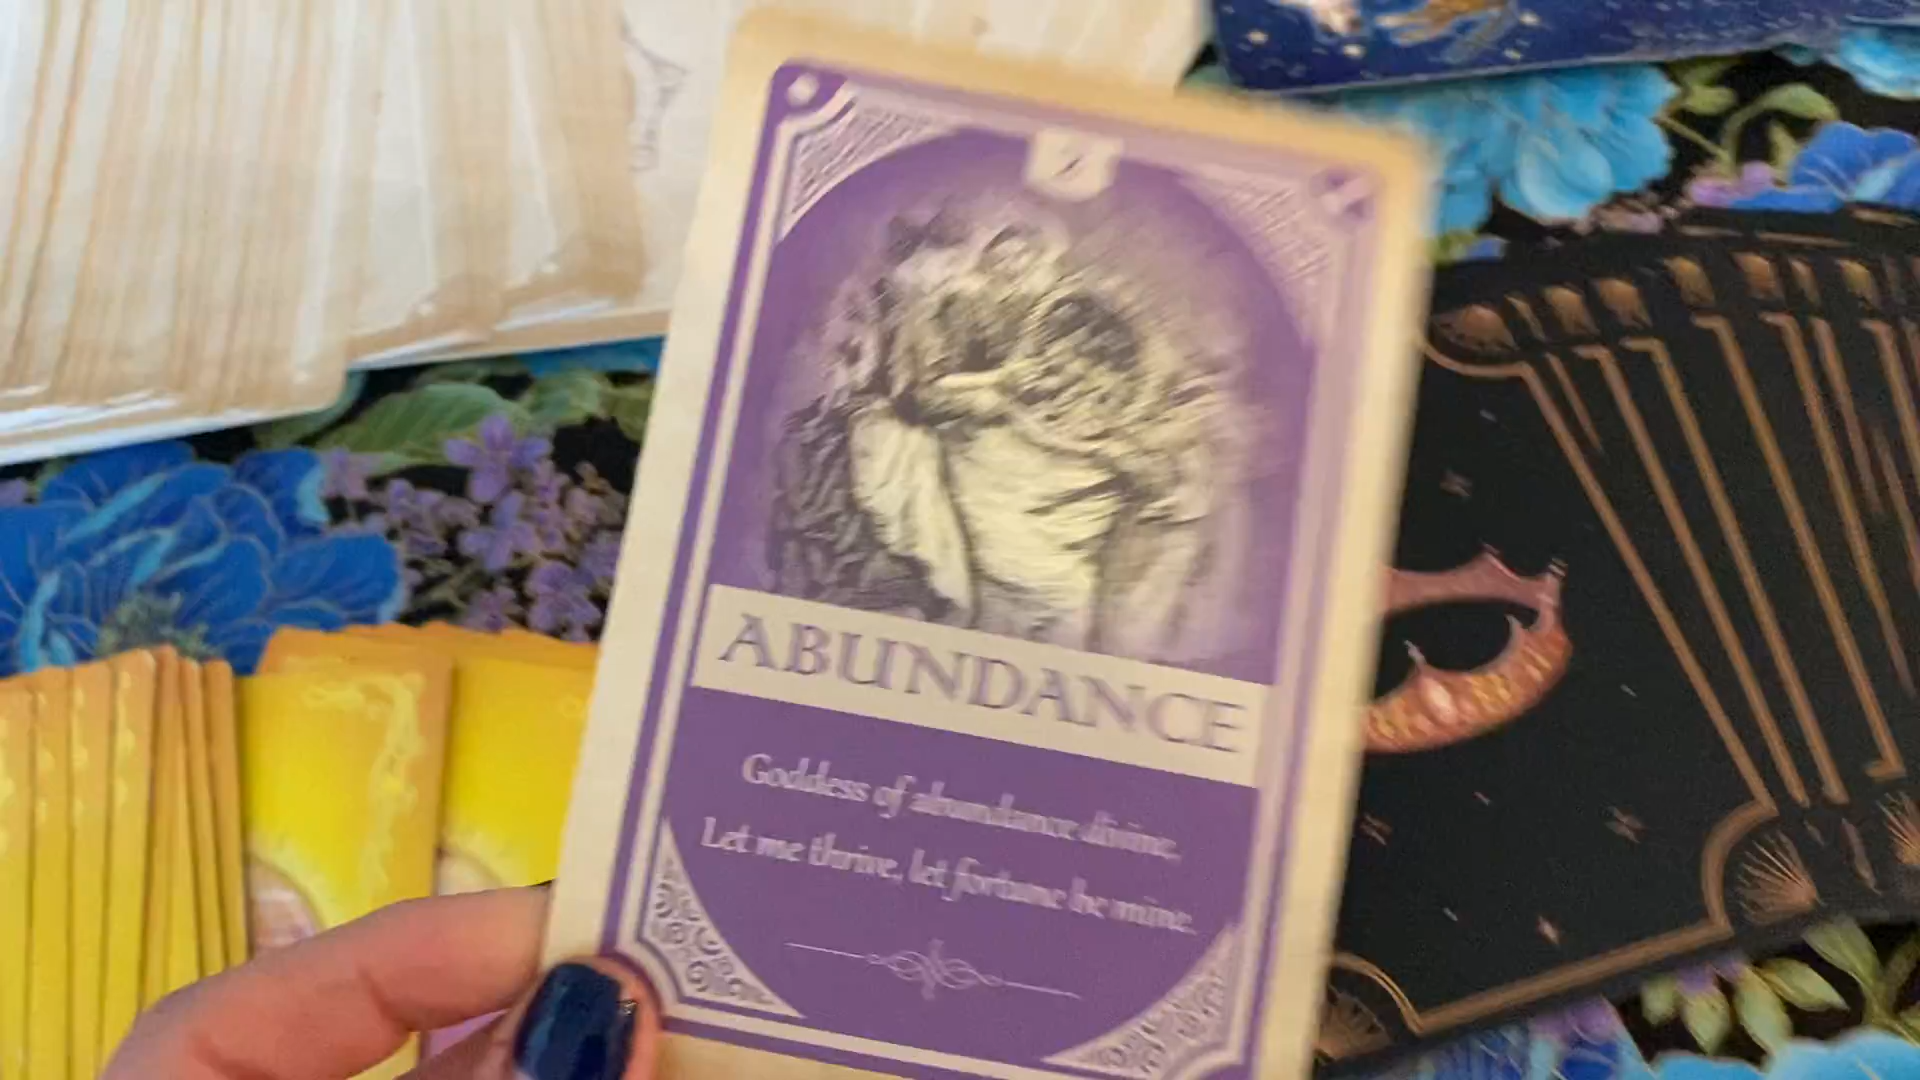 ABUNDANCE
Goddess of abundance divine,
Let me thrive, let fortune be mine.